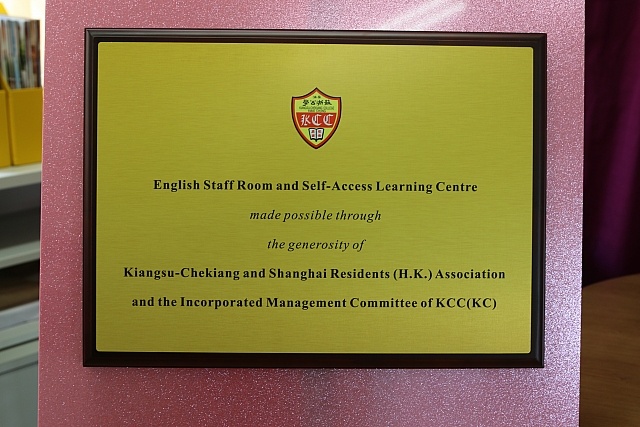 KCC
English Staff Room and Self-Access Learning Centre
made possible through
the generosity of
Kiangsu-Chekiang and Shanghai Residents (H.K.) Association
and the Incorporated Management Committee of KCC(KC)